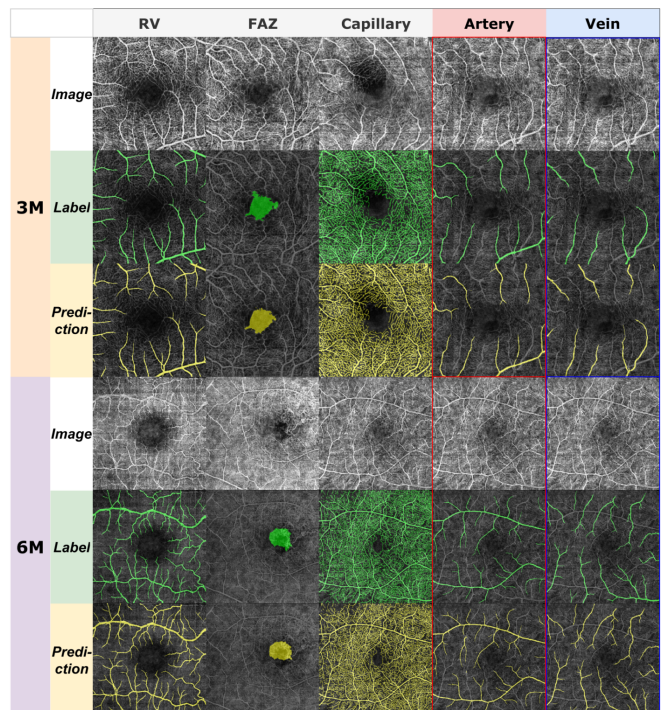 RV FAZ Capillary Artery Vein
3M
Image
Label
Predi-
ction
6M
Image
Label
Predi-
ction